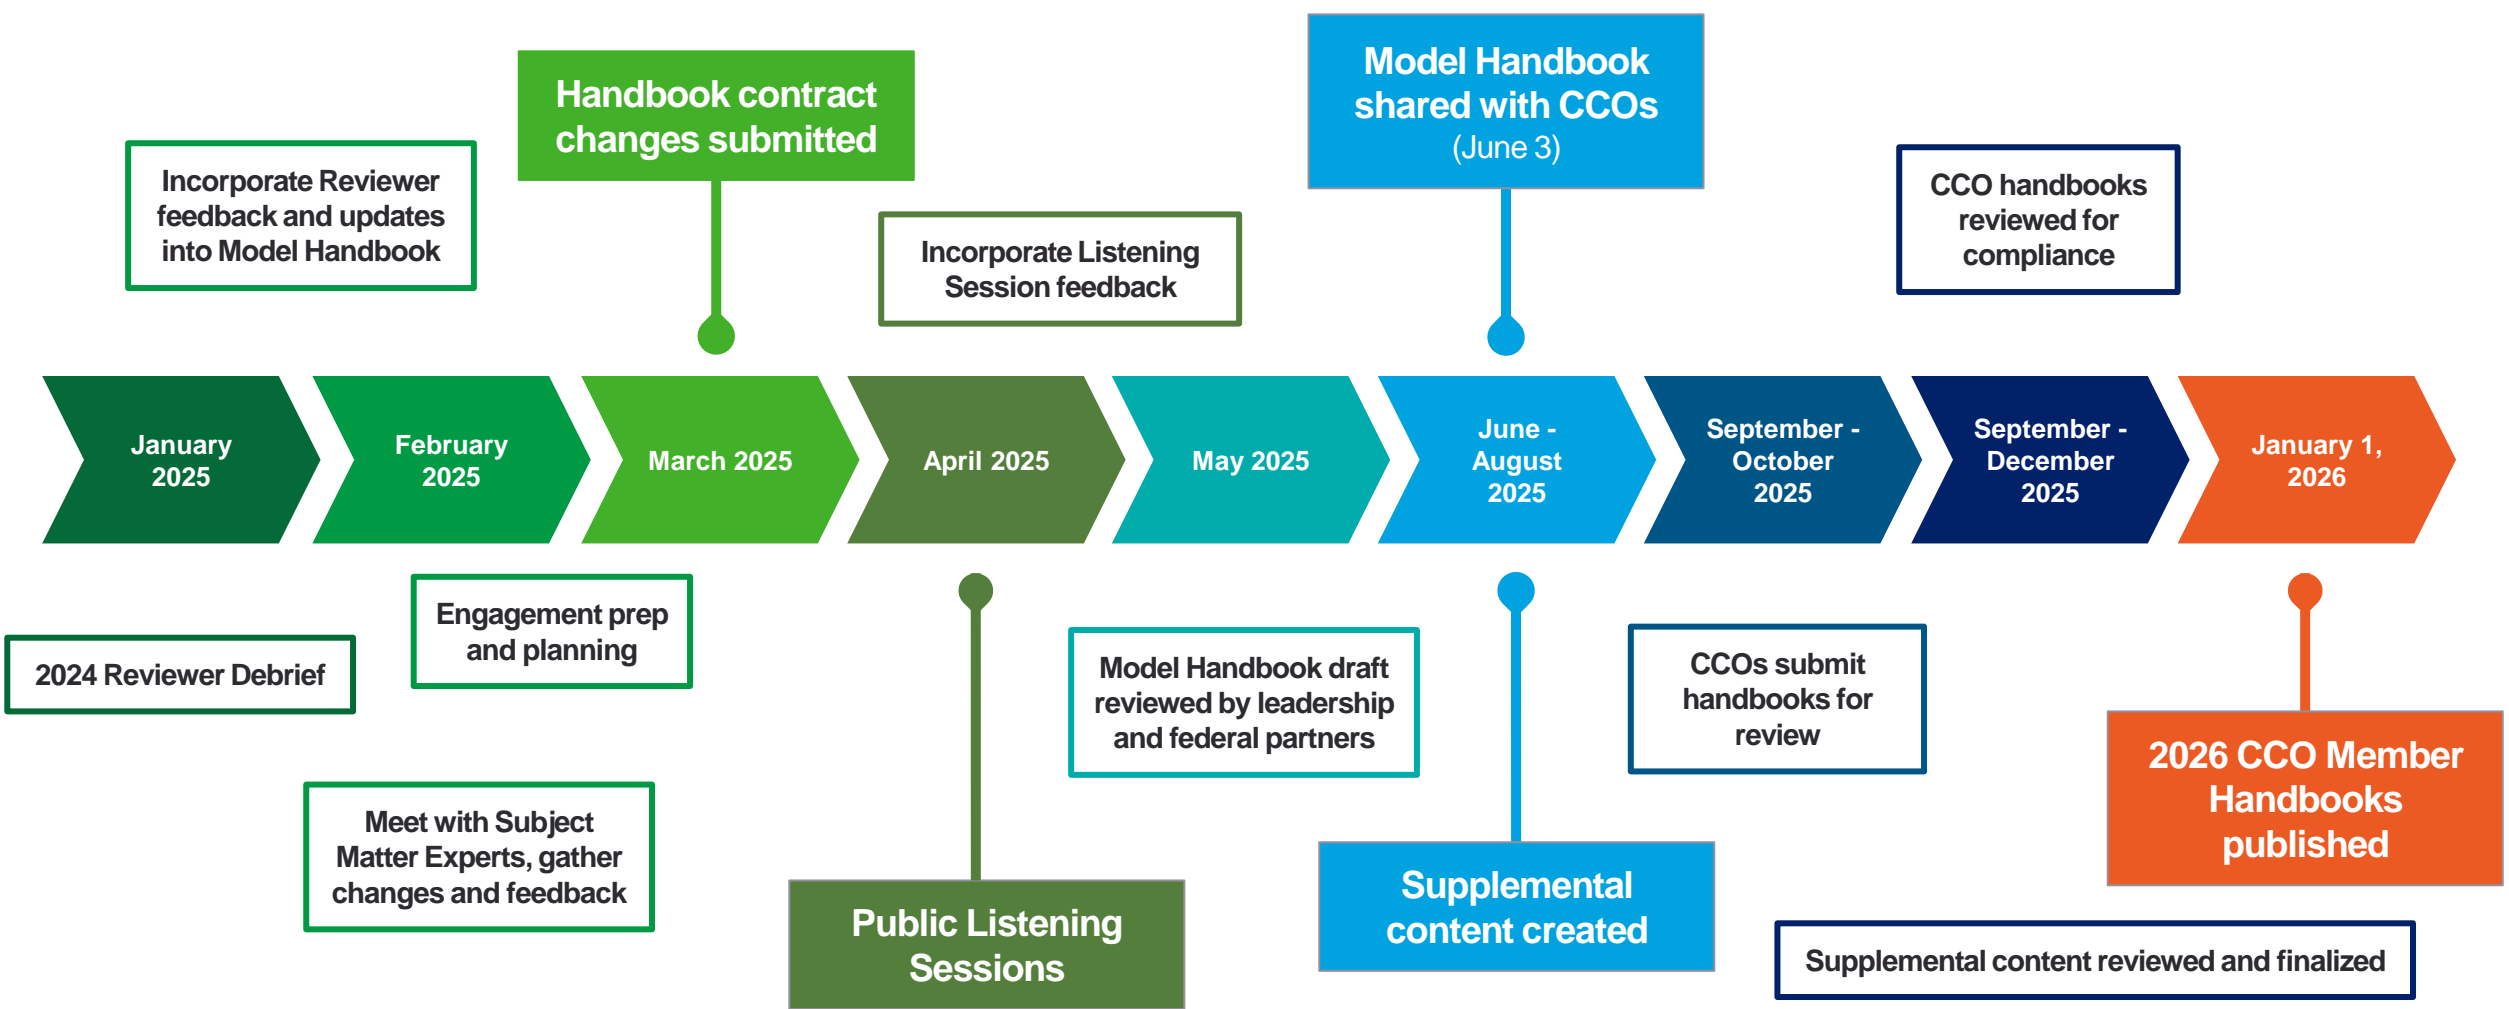 Model Handbook
shared with CCOs
(June 3)
Handbook contract
changes submitted
Incorporate Reviewer
feedback and updates
into Model Handbook
CCO handbooks
reviewed for
compliance
Incorporate Listening
Session feedback
January
2025
February
2025
March 2025
April 2025
May 2025
June -
August
2025
September -
October
2025
September -
December
2025
January 1,
2026
Engagement prep
and planning
2024 Reviewer Debrief
Model Handbook draft
reviewed by leadership
and federal partners
CCOs submit
handbooks for
review
2026 CCO Member
Handbooks
published
Meet with Subject
Matter Experts, gather
changes and feedback
Supplemental
content created
Public Listening
Sessions
Supplemental content reviewed and finalized